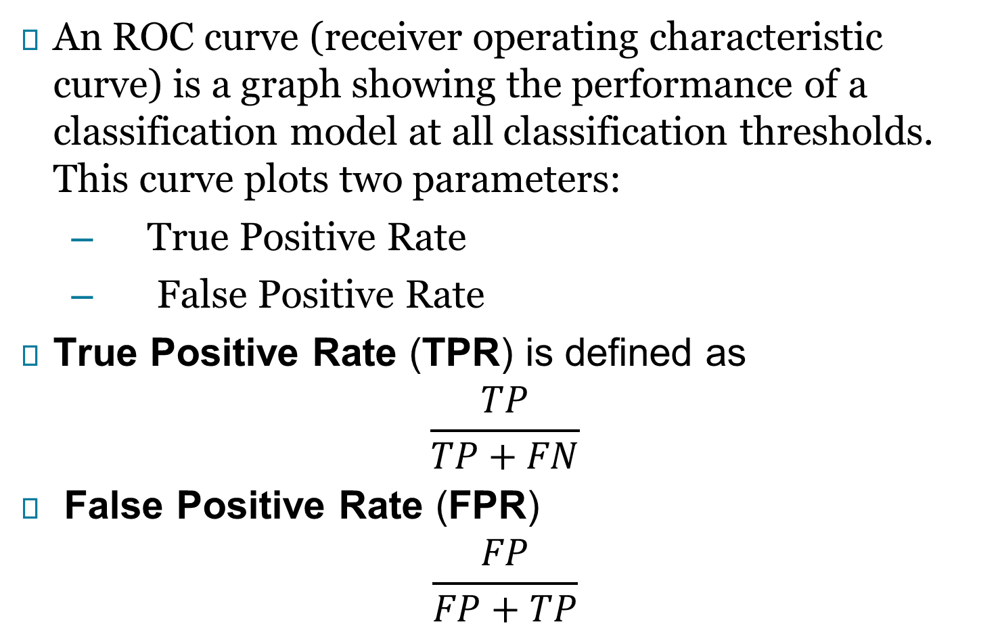 An ROC curve (receiver operating characteristic
curve) is a graph showing the performance of a
classification model at all classification thresholds.
This curve plots two parameters:
– True Positive Rate
– False Positive Rate
True Positive Rate (TPR) is defined as
TP
TP + FN
False Positive Rate (FPR)
FP
FP + TP